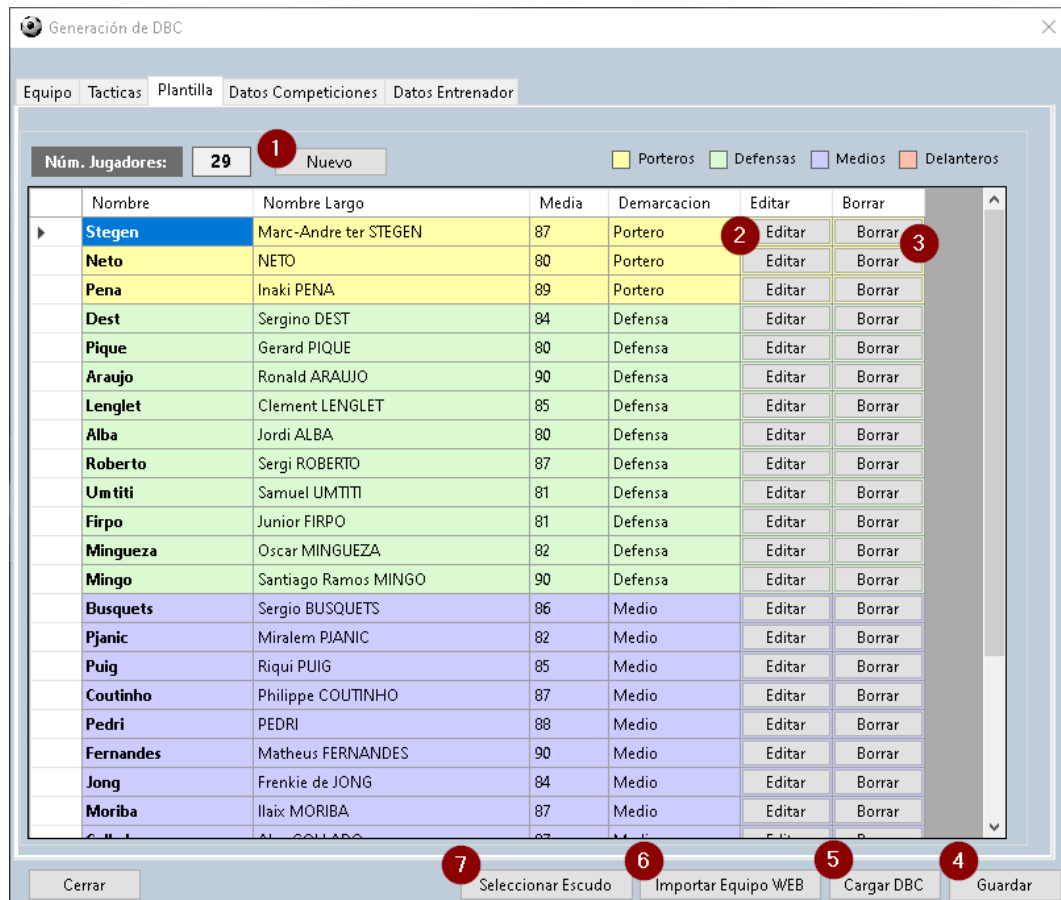 Generación de DBC
Equipo Tacticas Plantilla Datos Competiciones Datos Entrenador
Núm. Jugadores: 29 1 Nuevo Porteros Defensas Medios Delanteros
Nombre Nombre Largo Media Demarcacion Editar Borrar
Stegen Marc-Andre ter STEGEN 87 Portero 2 Editar Borrar 3
Neto NETO 80 Portero Editar Borrar
Pena Inaki PENA 89 Portero Editar Borrar
Dest Sergino DEST 84 Defensa Editar Borrar
Pique Gerard PIQUE 80 Defensa Editar Borrar
Araujo Ronald ARAUJO 90 Defensa Editar Borrar
Lenglet Clement LENGLET 85 Defensa Editar Borrar
Alba Jordi ALBA 80 Defensa Editar Borrar
Roberto Sergi ROBERTO 87 Defensa Editar Borrar
Umtiti Samuel UMTITI 81 Defensa Editar Borrar
Firpo Junior FIRPO 81 Defensa Editar Borrar
Mingueza Oscar MINGUEZA 82 Defensa Editar Borrar
Mingo Santiago Ramos MINGO 90 Defensa Editar Borrar
Busquets Sergio BUSQUETS 86 Medio Editar Borrar
Pjanic Miralem PJANIC 82 Medio Editar Borrar
Puig Riqui PUIG 85 Medio Editar Borrar
Coutinho Philippe COUTINHO 87 Medio Editar Borrar
Pedri PEDRI 88 Medio Editar Borrar
Fernandes Matheus FERNANDES 90 Medio Editar Borrar
Jong Frenkie de JONG 84 Medio Editar Borrar
Moriba Ilaix MORIBA 87 Medio Editar Borrar
7 6 5 4
Cerrar Seleccionar Escudo Importar Equipo WEB Cargar DBC Guardar